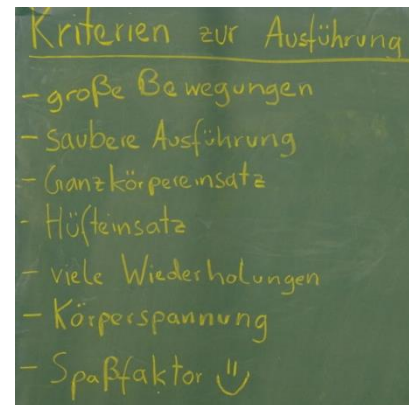 Kriterien zur Ausführung
- große Bewegungen
- saubere Ausführung
- Ganzkörpereinsatz
- Hüfteinsatz
- viele Wiederholungen
- Körperspannung
- Spaßfaktor